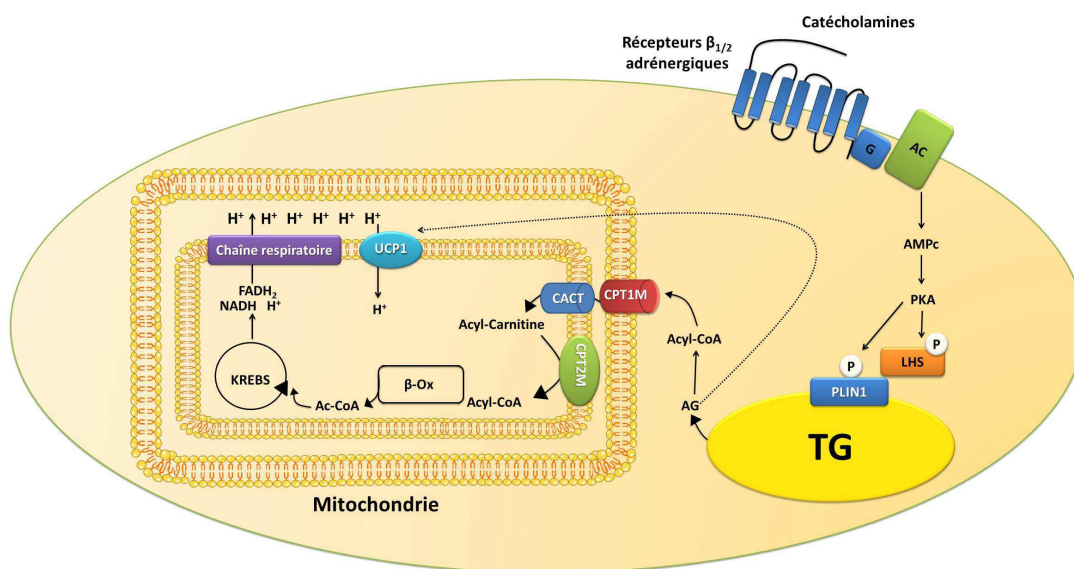 Catécholamines
Récepteurs β1/2
adrénergiques
G
AC
AMPc
PKA
P
LHS
P
PLIN1
TG
AG
Acyl-CoA
CPT1M
CACT
Acyl-Carnitine
CPT2M
Acyl-CoA
β-Ox
Ac-CoA
KREBS
FADH2
NADH H+
Chaîne respiratoire
H+ H+ H+ H+ H+ H+
UCP1
H+
Mitochondrie